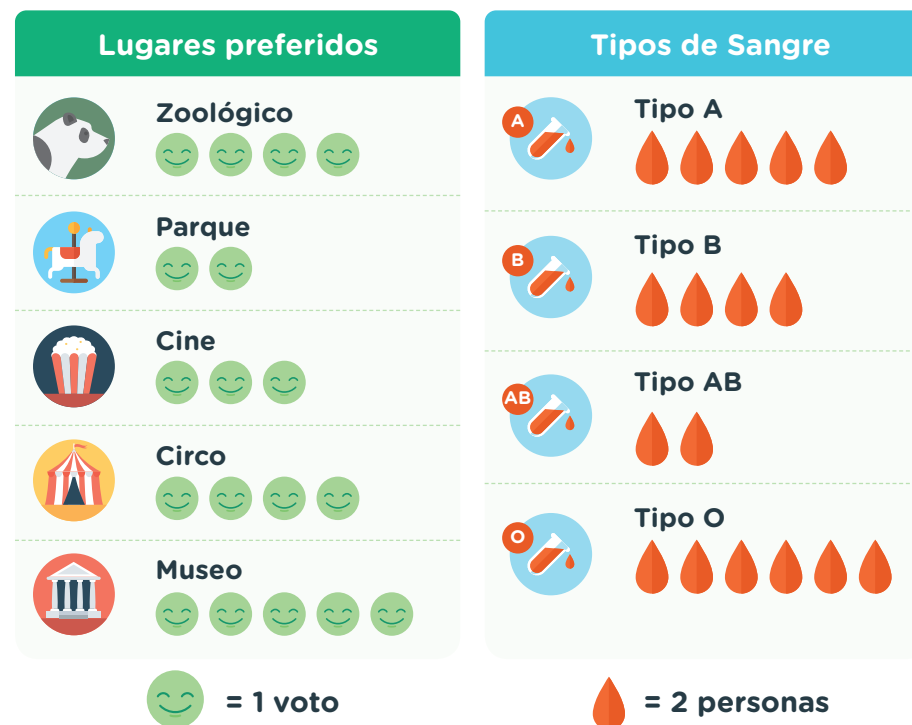 Lugares preferidos
Zoológico
Parque
Cine
Circo
Museo
= 1 voto
Tipos de Sangre
A
Tipo A
B
Tipo B
AB
Tipo AB
O
Tipo O
= 2 personas